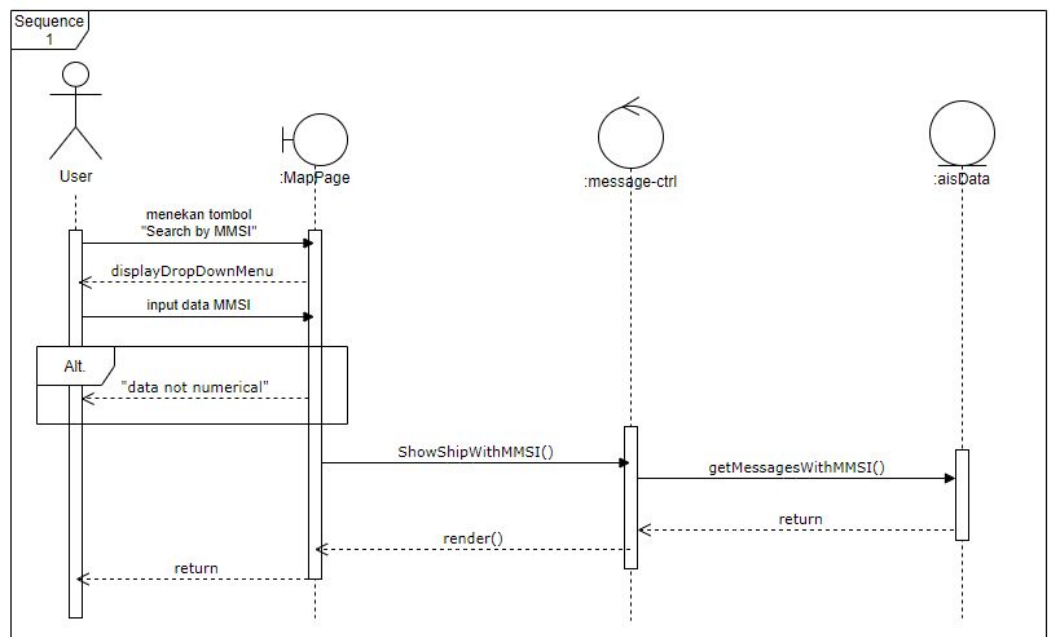 Sequence
1
User
:MapPage
:message-ctrl
:aisData
menekan tombol
"Search by MMSI"
displayDropDownMenu
input data MMSI
Alt.
"data not numerical"
ShowShipWithMMSI()
getMessagesWithMMSI()
return
render()
return